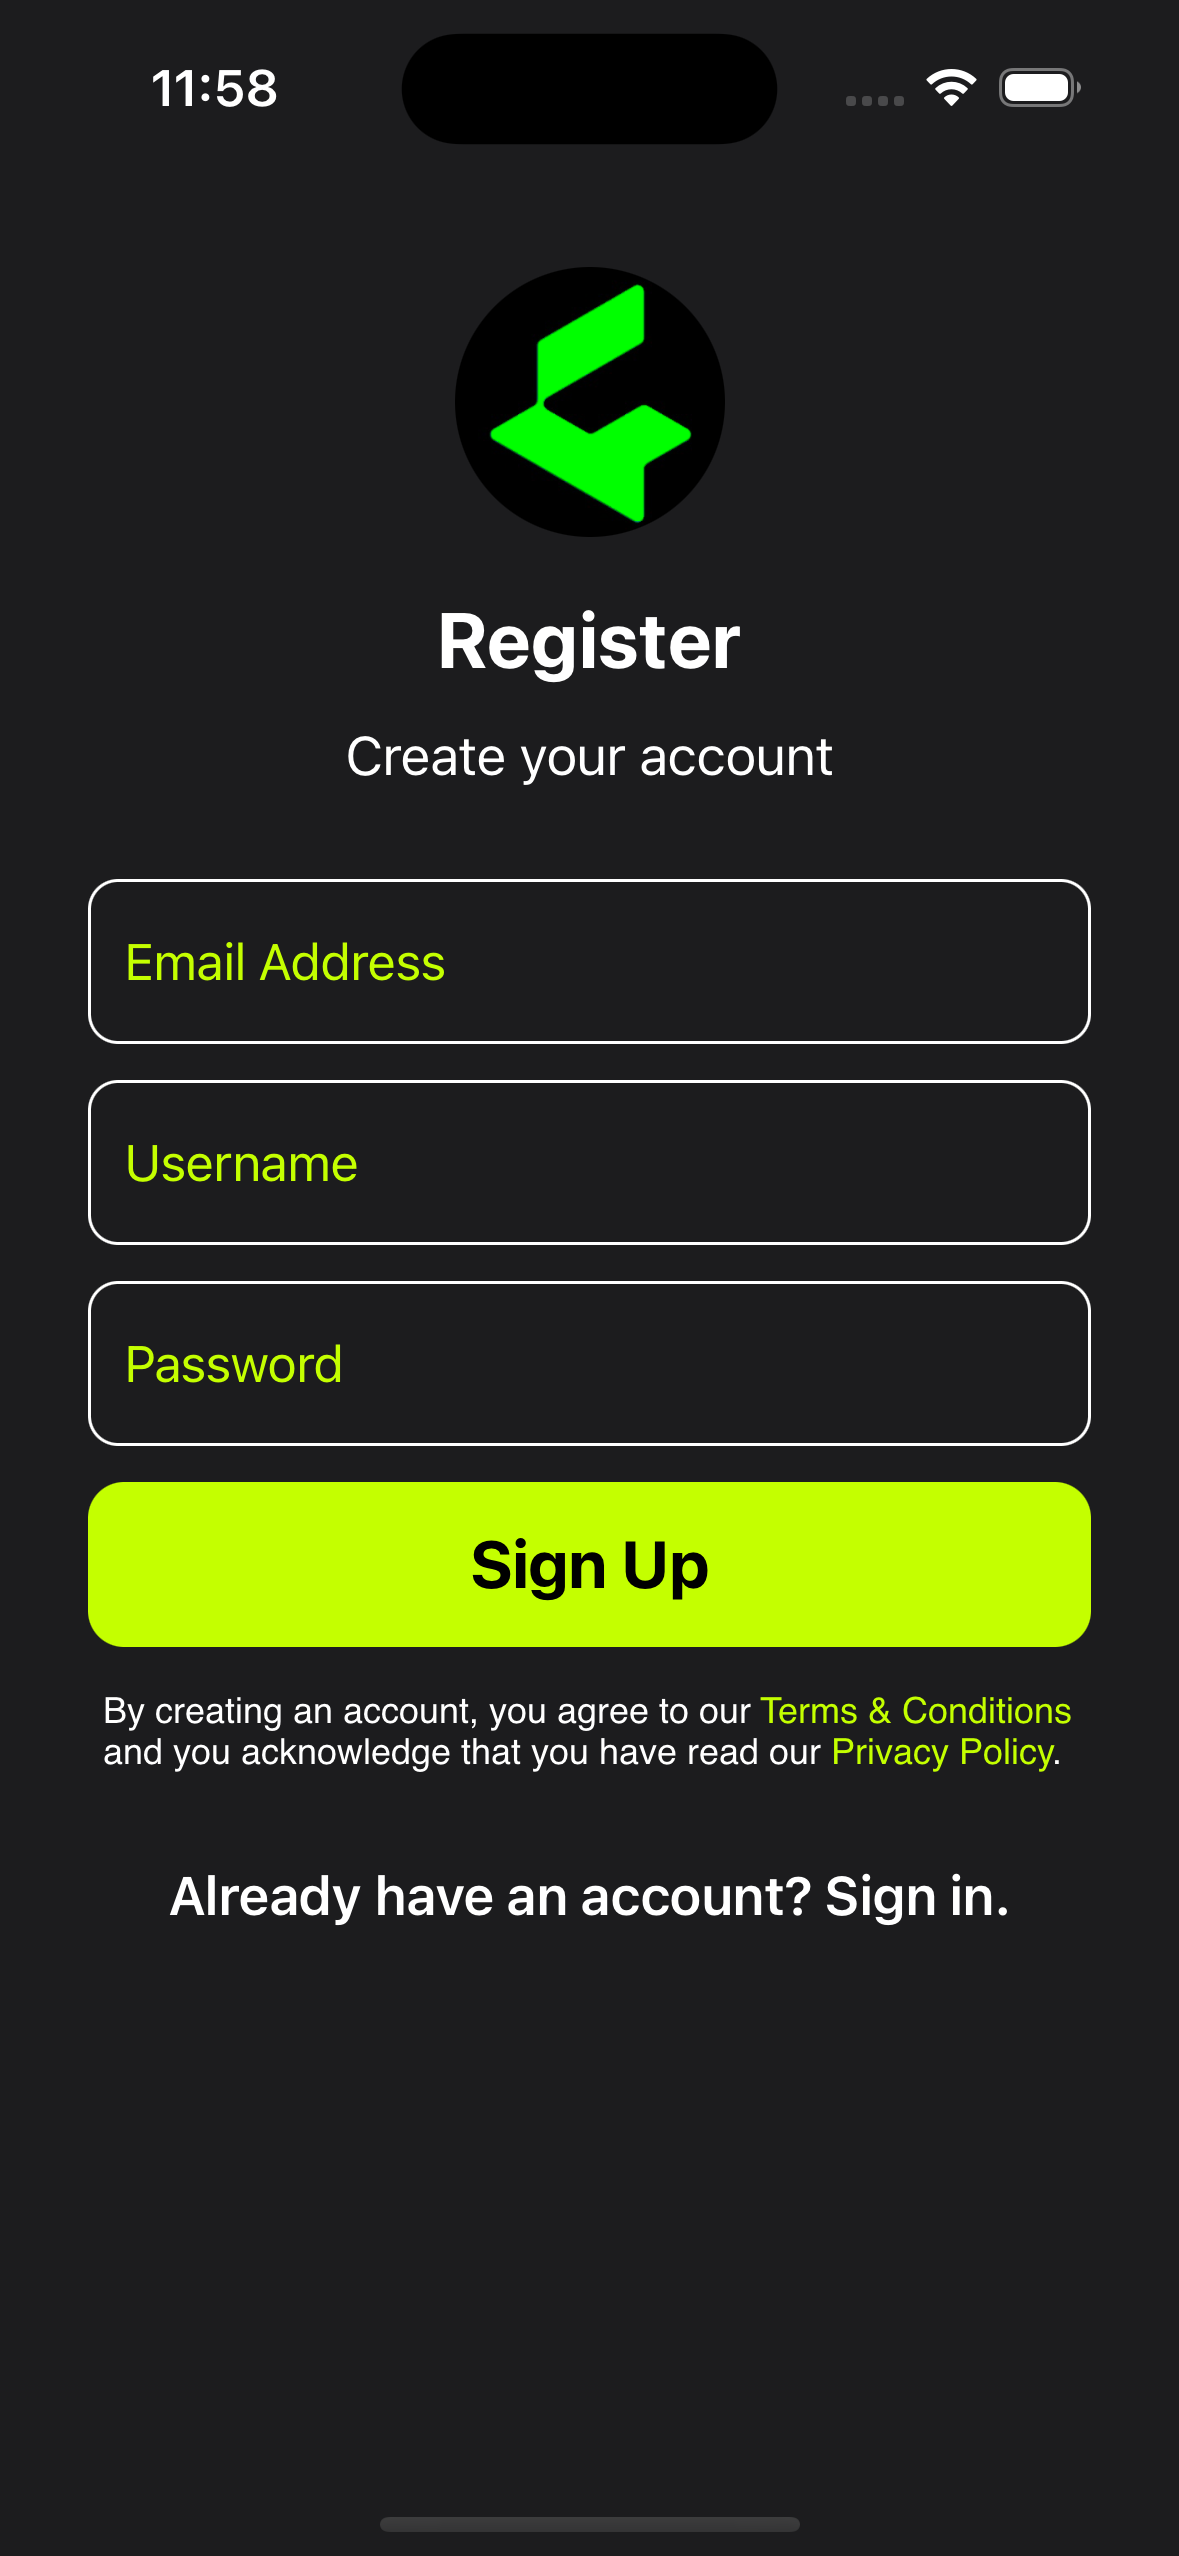 11:58
Register
Create your account
Email Address
Username
Password
Sign Up
By creating an account, you agree to our Terms & Conditions
and you acknowledge that you have read our Privacy Policy.
Already have an account? Sign in.